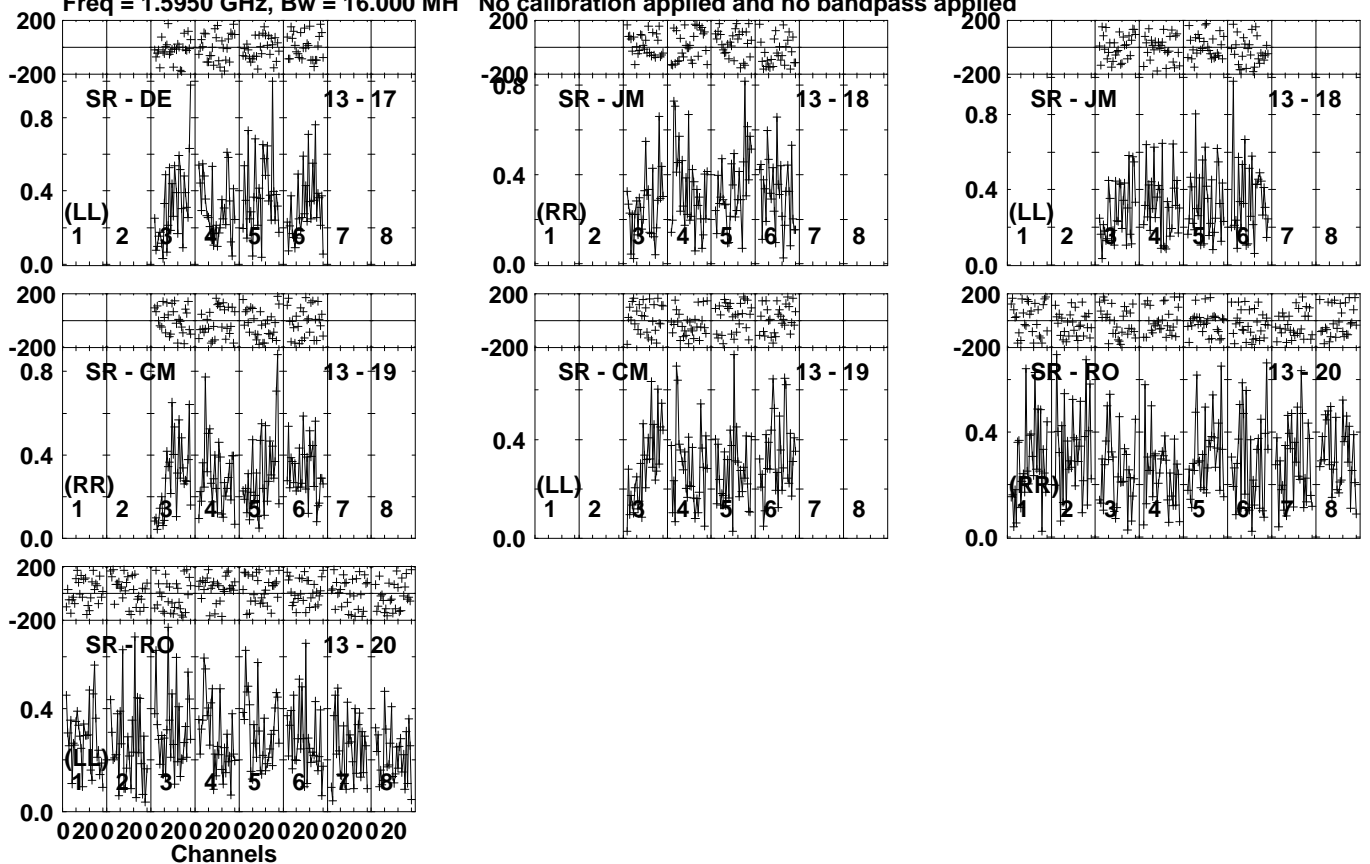 Freq = 1.5950 GHz, Bw = 16.000 MH No calibration applied and no bandpass applied
200
-200
SR - DE 13 - 17
0.8
0.4
(LL)
1 2 3 4 5 6 7 8
0.0
200
-200
0.8
SR - JM 13 - 18
0.4
(RR)
1 2 3 4 5 6 7 8
0.0
200
-200
SR - JM 13 - 18
0.8
0.4
(LL)
1 2 3 4 5 6 7 8
0.0
200
-200
SR - CM 13 - 19
0.8
0.4
(RR)
1 2 3 4 5 6 7 8
0.0
200
-200
SR - CM 13 - 19
0.4
(LL)
1 2 3 4 5 6 7 8
0.0
200
-200
SR - RO 13 - 20
0.4
(RR)
1 2 3 4 5 6 7 8
0.0
200
-200
SR - RO 13 - 20
0.4
(LL)
1 2 3 4 5 6 7 8
0.0
0 20 0 20 0 20 0 20 0 20 0 20 0 20 0 20
Channels